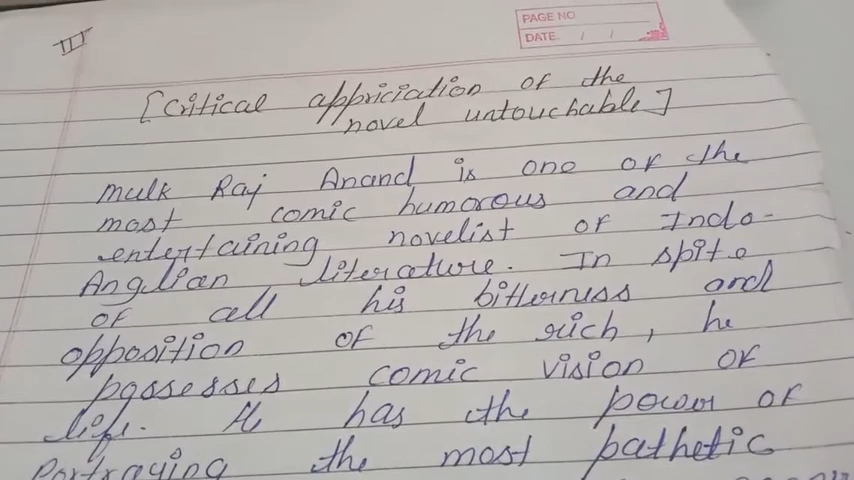 III
PAGE NO
DATE / /
[Critical appriciation of the
novel untouchable]
mulk Raj Anand is one of the
most comic humorous and
entertaining novelist of Indo-
Anglian literature. In spite
of all his bitterness and
opposition of the rich, he
possesses comic vision of
life. He has the power of
Portraying the most pathetic